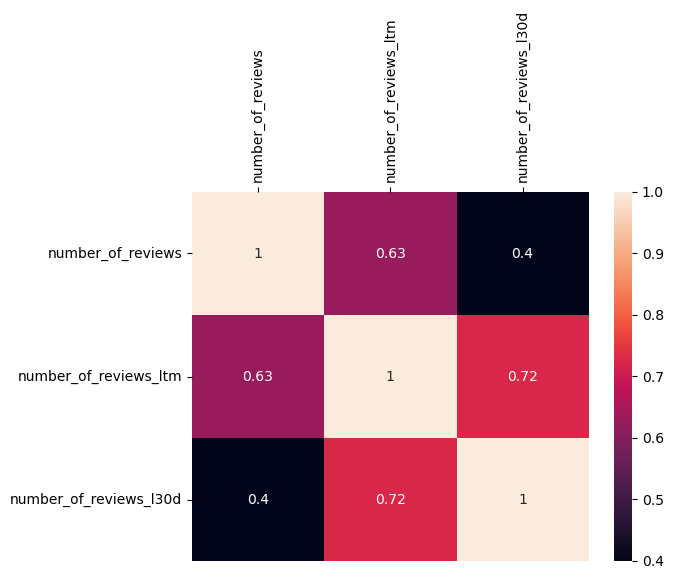 number_of_reviews
number_of_reviews_ltm
number_of_reviews_l30d
number_of_reviews 1 0.63 0.4
number_of_reviews_ltm 0.63 1 0.72
number_of_reviews_l30d 0.4 0.72 1
1.0
0.9
0.8
0.7
0.6
0.5
0.4